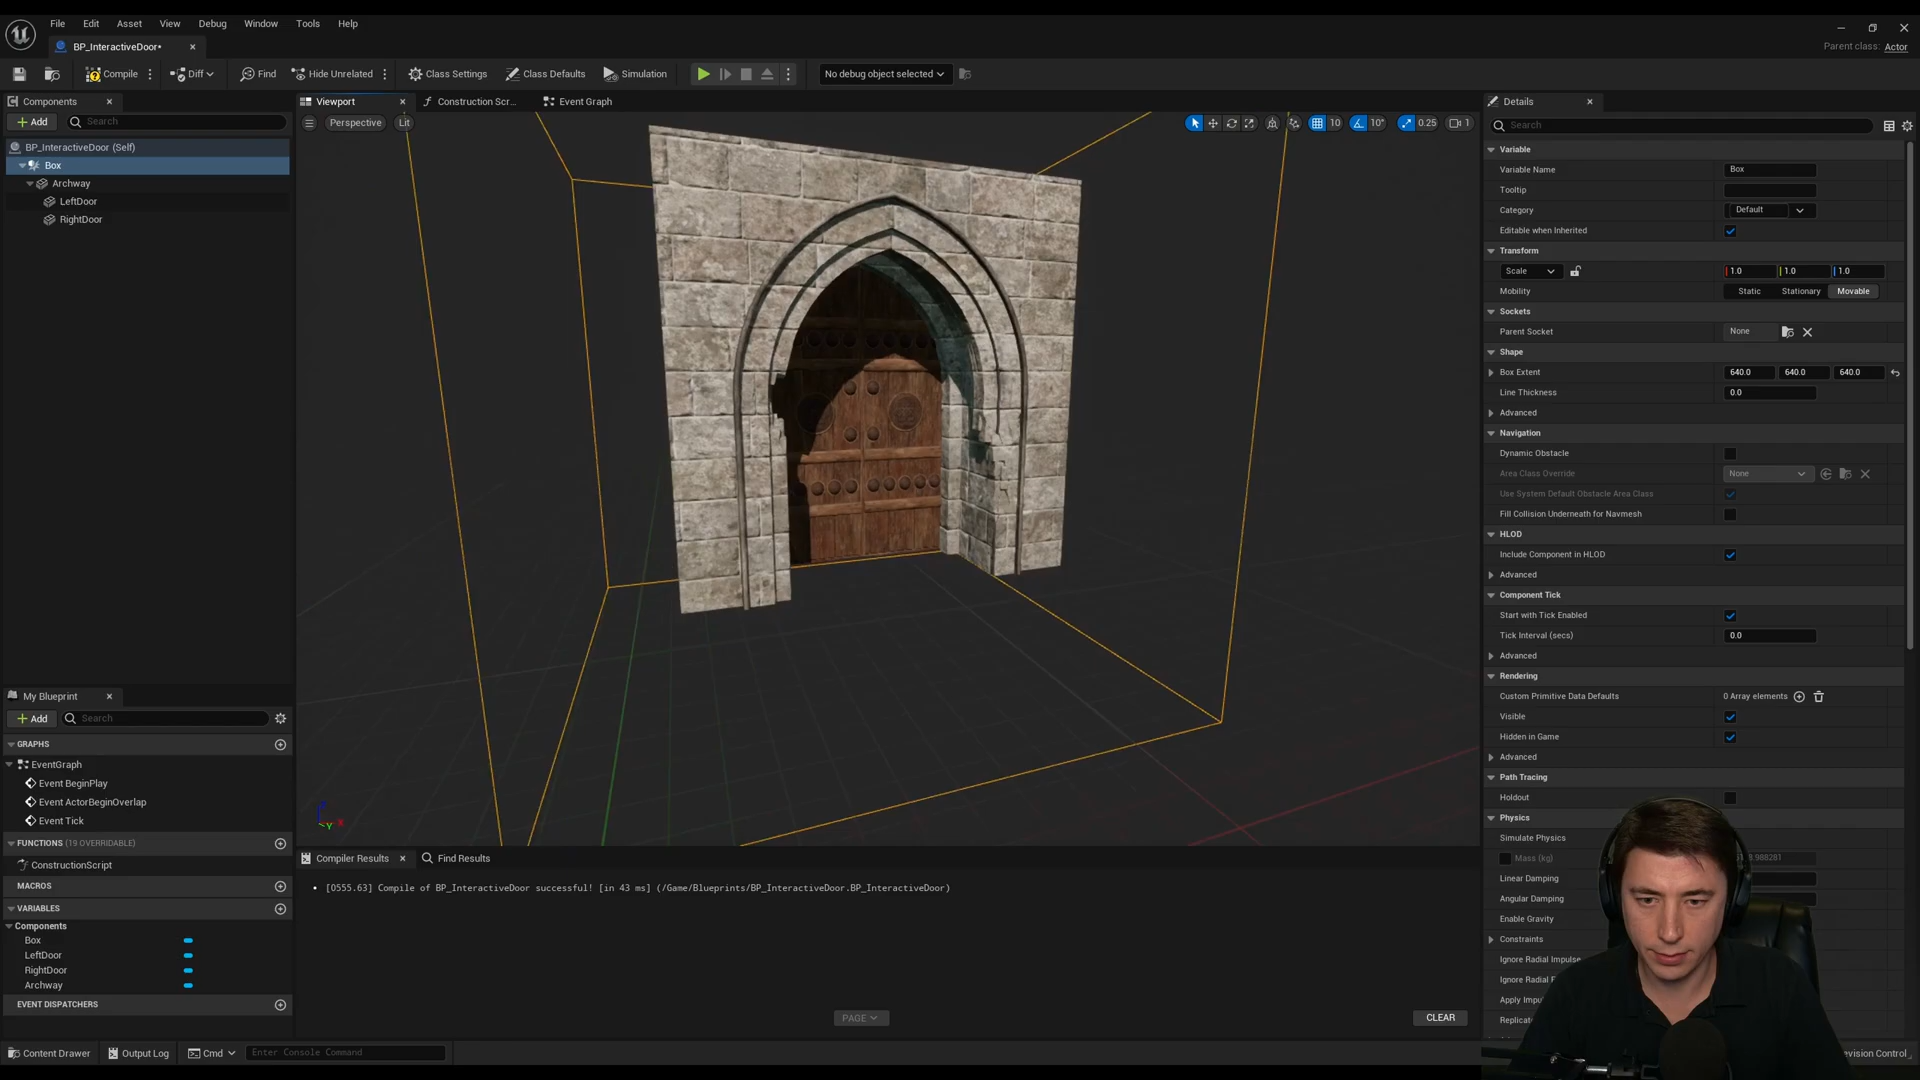 File Edit Asset View Debug Window Tools Help
BP_InteractiveDoor•
Parent class: Actor
Compile Diff Find Hide Unrelated Class Settings Class Defaults Simulation No debug object selected
Components
Viewport Construction Scr... Event Graph
Details
Add Search
Perspective Lit
10 10° 0.25 1
Search
BP_InteractiveDoor (Self)
Box
Archway
LeftDoor
RightDoor
Variable
Variable Name Box
Tooltip
Category Default
Editable when Inherited
Transform
Scale 1.0 1.0 1.0
Mobility Static Stationary Movable
Sockets
Parent Socket None
Shape
Box Extent 640.0 640.0 640.0
Line Thickness 0.0
Advanced
Navigation
Dynamic Obstacle
Area Class Override None
Use System Default Obstacle Area Class
Fill Collision Underneath for Navmesh
HLOD
Include Component in HLOD
Advanced
Component Tick
Start with Tick Enabled
Tick Interval (secs) 0.0
Advanced
Rendering
Custom Primitive Data Defaults 0 Array elements
Visible
Hidden in Game
Advanced
Path Tracing
Holdout
Physics
Simulate Physics
Mass (kg)
Linear Damping
Angular Damping
Enable Gravity
Constraints
Ignore Radial Impulse
Ignore Radial
My Blueprint
Add Search
GRAPHS
EventGraph
Event BeginPlay
Event ActorBeginOverlap
Event Tick
FUNCTIONS (19 OVERRIDABLE)
ConstructionScript
MACROS
VARIABLES
Components
Box
LeftDoor
RightDoor
Archway
EVENT DISPATCHERS
Z
Y X
Compiler Results Find Results
• [0555.63] Compile of BP_InteractiveDoor successful! [in 43 ms] (/Game/Blueprints/BP_InteractiveDoor.BP_InteractiveDoor)
PAGE
CLEAR
Content Drawer Output Log Cmd Enter Console Command